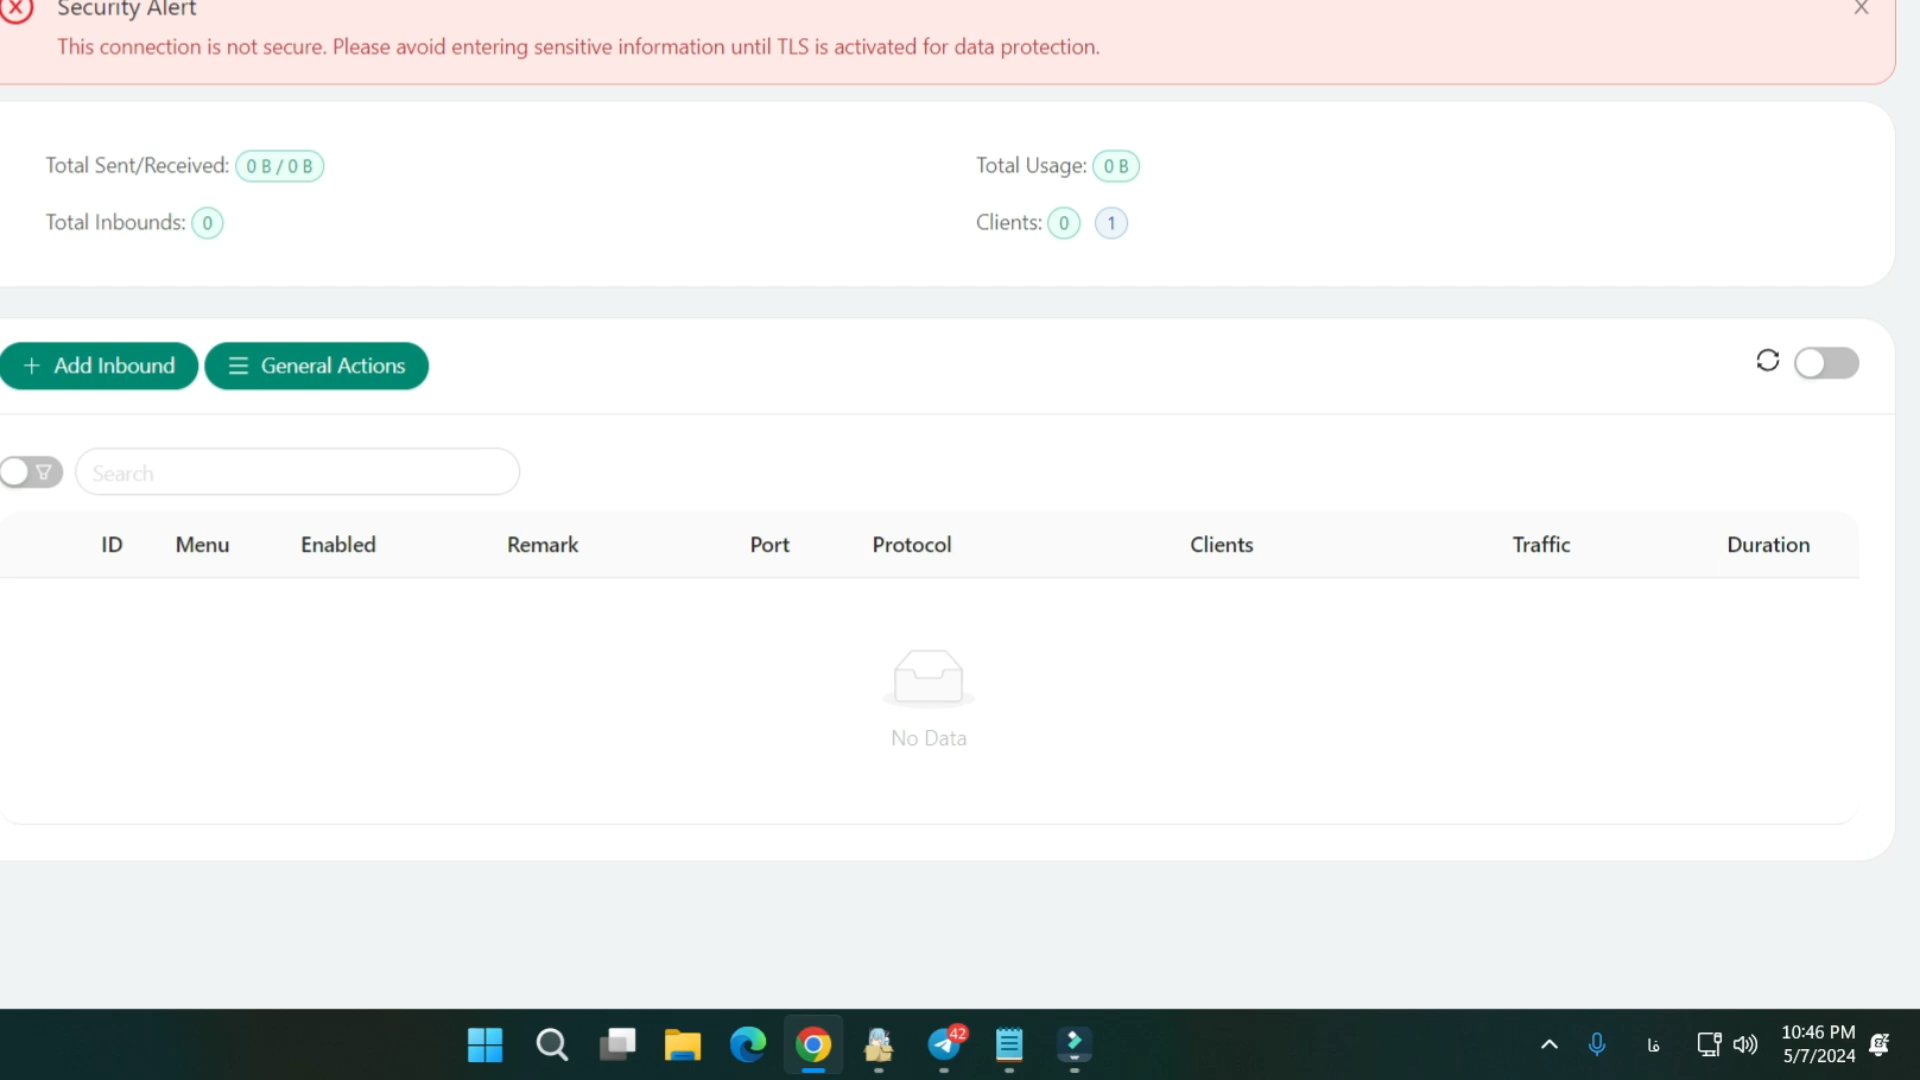 Security Alert
X
This connection is not secure. Please avoid entering sensitive information until TLS is activated for data protection.
Total Sent/Received: 0 B / 0 B
Total Usage: 0 B
Total Inbounds: 0
Clients: 0 1
+ Add Inbound
General Actions
Search
ID Menu Enabled Remark Port Protocol Clients Traffic Duration
No Data
42
فا
10:46 PM
5/7/2024